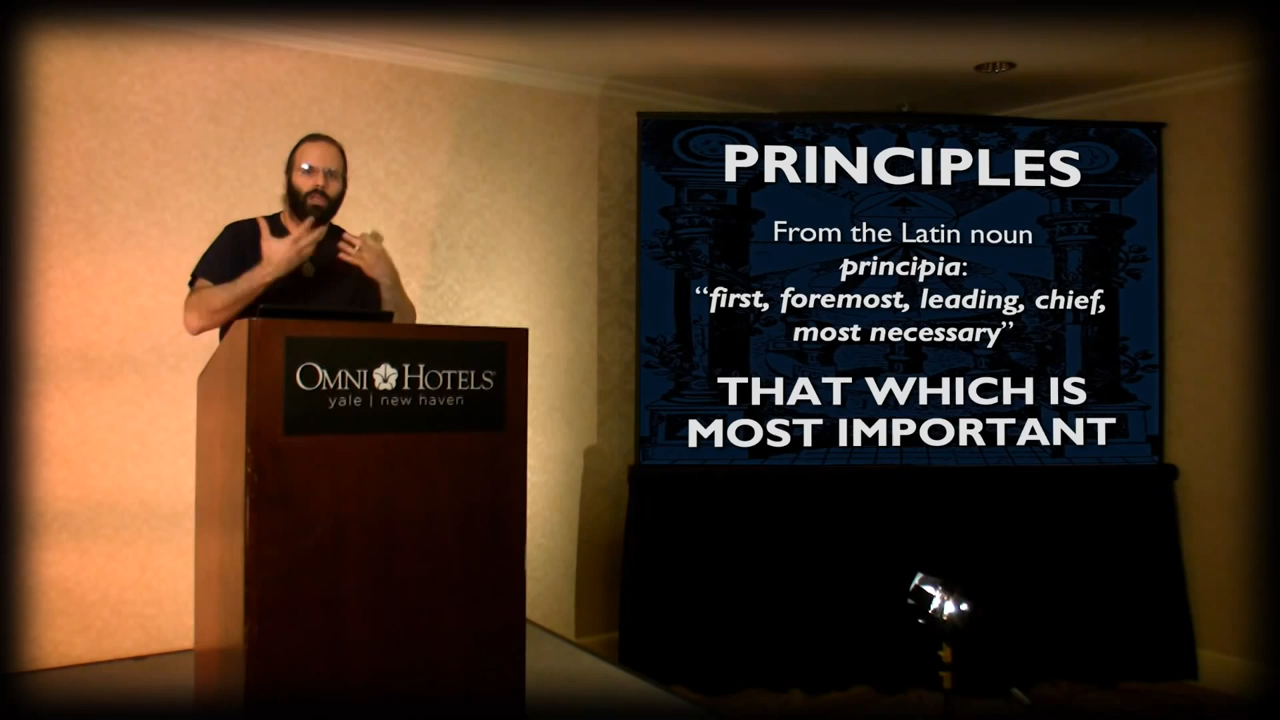 OMNI HOTELS
yale | new haven
PRINCIPLES
From the Latin noun
principia:
“first, foremost, leading, chief,
most necessary”
THAT WHICH IS
MOST IMPORTANT